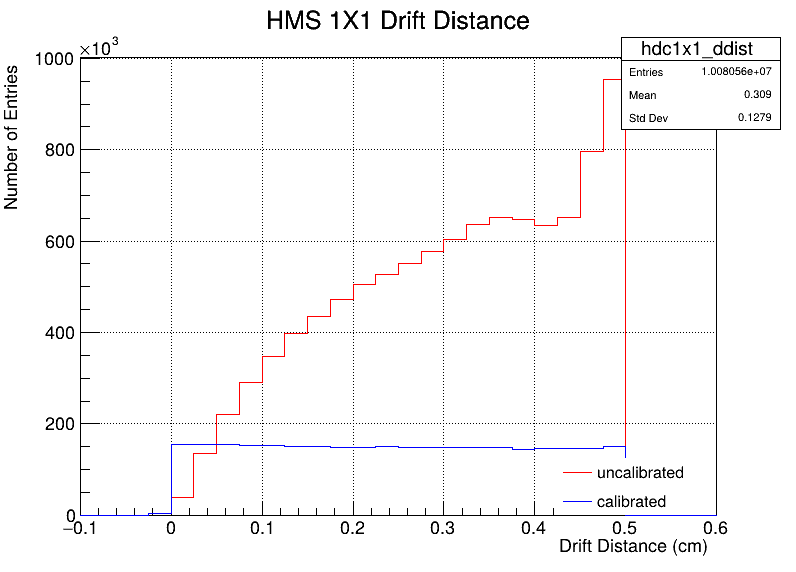 HMS 1X1 Drift Distance
×10³
hdc1x1_ddist
Entries 1.008056e+07
Mean 0.309
Std Dev 0.1279
Number of Entries
1000
800
600
400
200
0
uncalibrated
calibrated
−0.1 0 0.1 0.2 0.3 0.4 0.5 0.6
Drift Distance (cm)